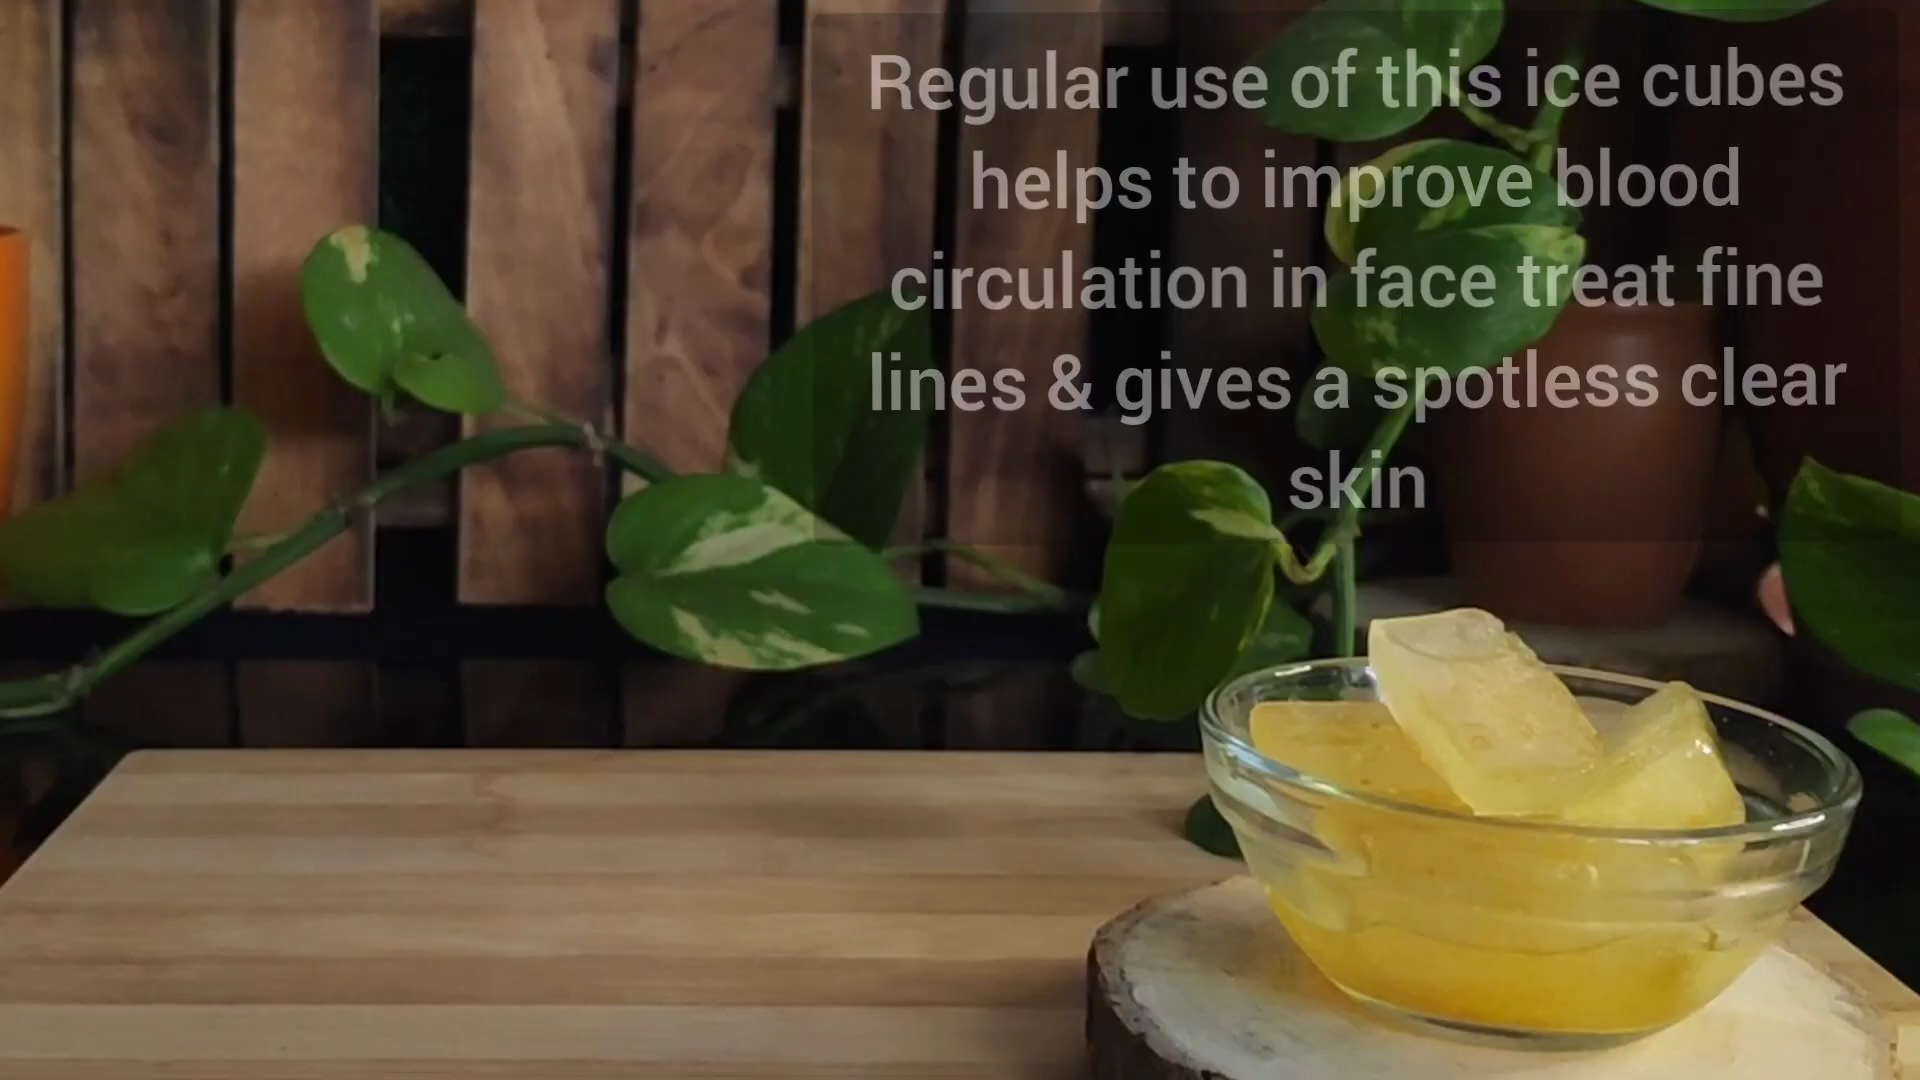 Regular use of this ice cubes
helps to improve blood
circulation in face treat fine
lines & gives a spotless clear
skin